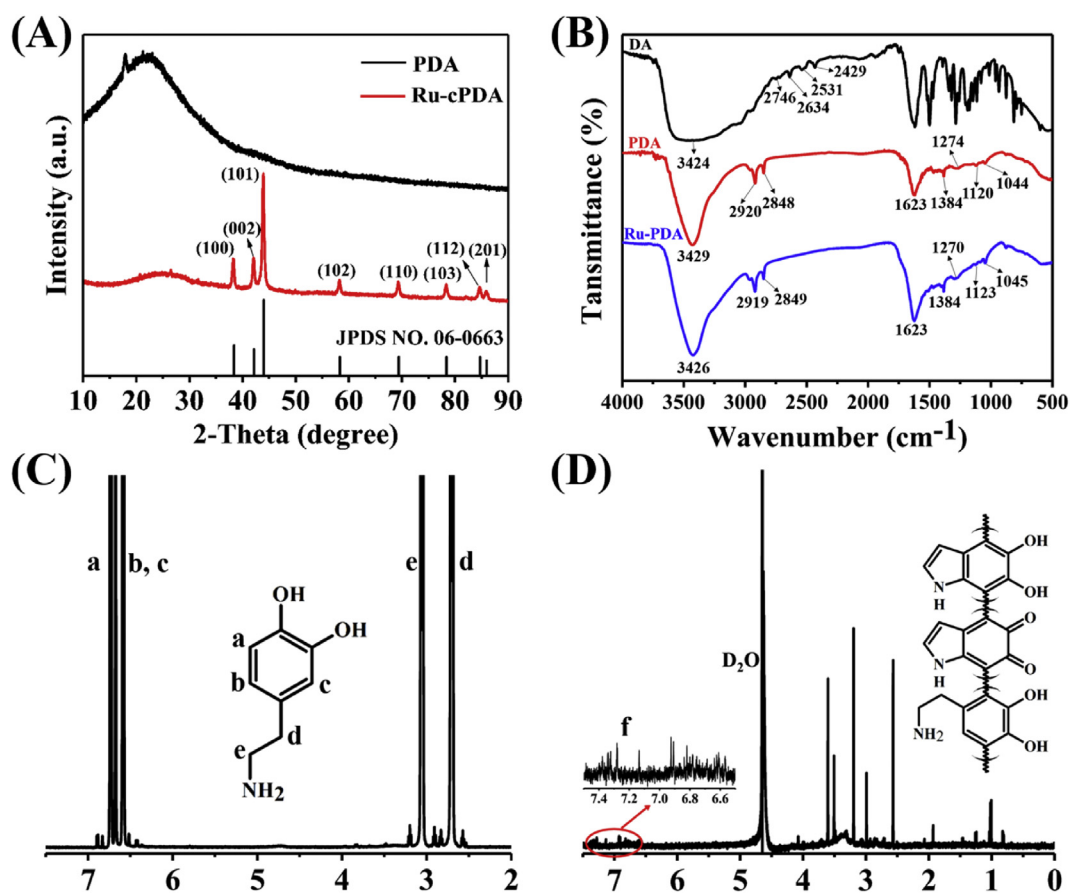 (A)
PDA
Ru-cPDA
Intensity (a.u.)
(101)
(100)
(002)
(102)
(110)
(103)
(112)
(201)
JPDS NO. 06-0663
10 20 30 40 50 60 70 80 90
2-Theta (degree)
(B)
DA
2746
2634
2531
2429
3424
PDA
3429
2920
2848
1623
1384
1274
1120
1044
Ru-PDA
3426
2919
2849
1623
1384
1270
1123
1045
Tansmittance (%)
4000 3500 3000 2500 2000 1500 1000 500
Wavenumber (cm-1)
(C)
a
b, c
e
d
OH
OH
a
b
c
d
e
NH2
7 6 5 4 3 2
(D)
D2O
f
7.4 7.2 7.0 6.8 6.6
OH
OH
N
H
O
O
N
H
OH
OH
NH2
7 6 5 4 3 2 1 0